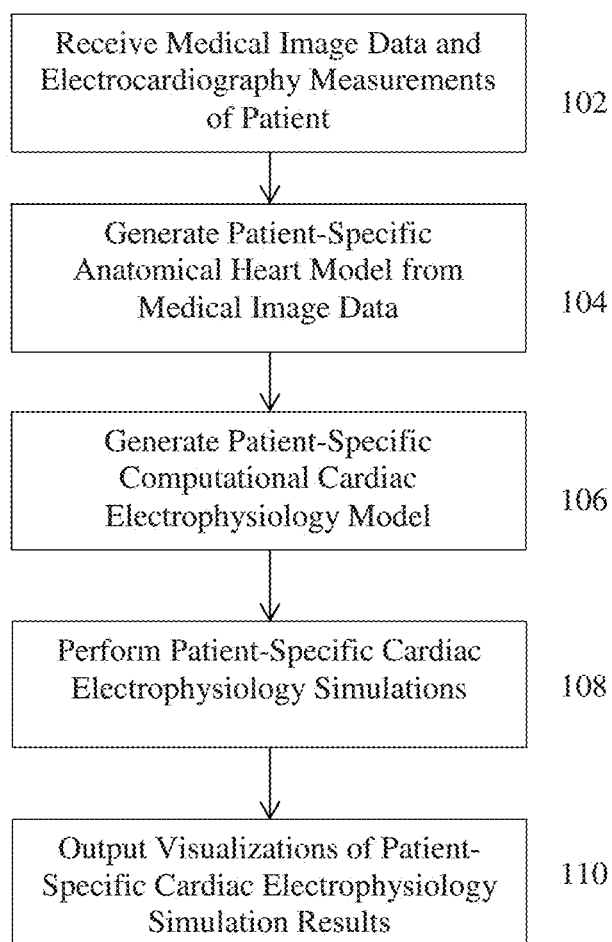 Receive Medical Image Data and
Electrocardiography Measurements
of Patient
102
Generate Patient-Specific
Anatomical Heart Model from
Medical Image Data
104
Generate Patient-Specific
Computational Cardiac
Electrophysiology Model
106
Perform Patient-Specific Cardiac
Electrophysiology Simulations
108
Output Visualizations of Patient-
Specific Cardiac Electrophysiology
Simulation Results
110